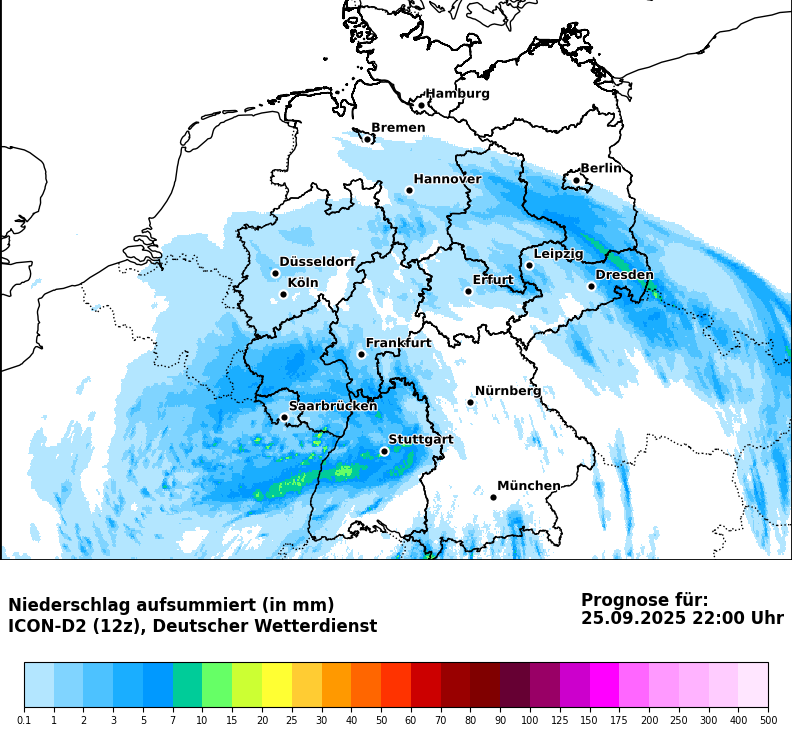 Hamburg
Bremen
Berlin
Hannover
Leipzig
Düsseldorf
Dresden
Erfurt
Köln
Frankfurt
Nürnberg
Saarbrücken
Stuttgart
München
Niederschlag aufsummiert (in mm)
ICON-D2 (12z), Deutscher Wetterdienst
Prognose für:
25.09.2025 22:00 Uhr
0.1 1 2 3 5 7 10 15 20 25 30 35 40 50 60 70 80 90 100 125 150 175 200 250 300 400 500